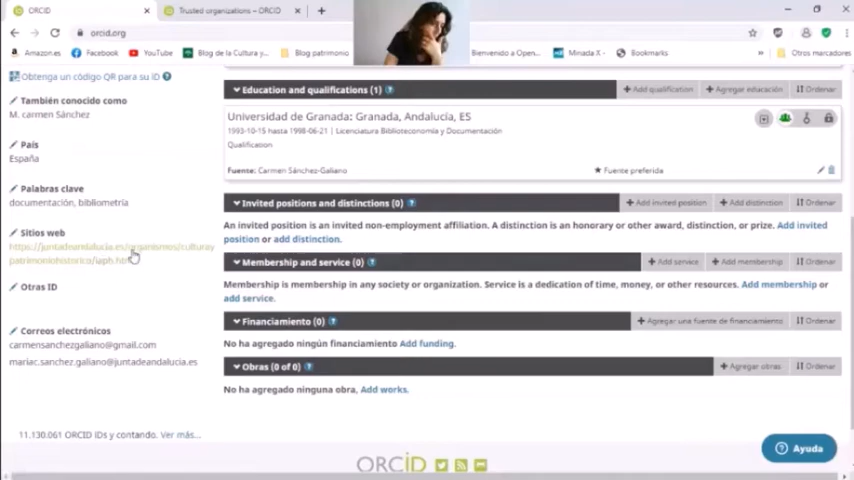 ORCID
Trusted organizations — ORCID
orcid.org
Amazon.es
Facebook
YouTube
Blog de la Cultura y...
Blog patrimonio
Bienvenido a Open...
Minada X -
Bookmarks
Otros marcadores
Obtenga un código QR para su iD
También conocido como
M. carmen Sánchez
País
España
Palabras clave
documentación, bibliometría
Sitios web
https://juntadeandalucia.es/organismos/culturay
patrimoniohistorico/iaph.htm
Otras ID
Correos electrónicos
carmensanchezgaliano@gmail.com
mariac.sanchez.galiano@juntadeandalucia.es
11.130.061 ORCID iDs y contando. Ver más...
Education and qualifications (1)
Add qualification
Agregar educación
Ordenar
Universidad de Granada: Granada, Andalucía, ES
1993-10-15 hasta 1998-06-21 | Licenciatura Biblioteconomía y Documentación
Qualification
Fuente: Carmen Sánchez-Galiano
Fuente preferida
Invited positions and distinctions (0)
Add invited position
Add distinction
Ordenar
An invited position is an invited non-employment affiliation. A distinction is an honorary or other award, distinction, or prize. Add invited
position or add distinction.
Membership and service (0)
Add service
Add membership
Ordenar
Membership is membership in any society or organization. Service is a dedication of time, money, or other resources. Add membership or
add service.
Financiamiento (0)
Agregar una fuente de financiamiento
Ordenar
No ha agregado ningún financiamiento Add funding.
Obras (0 of 0)
Agregar obras
Ordenar
No ha agregado ninguna obra, Add works.
Ayuda
ORCID